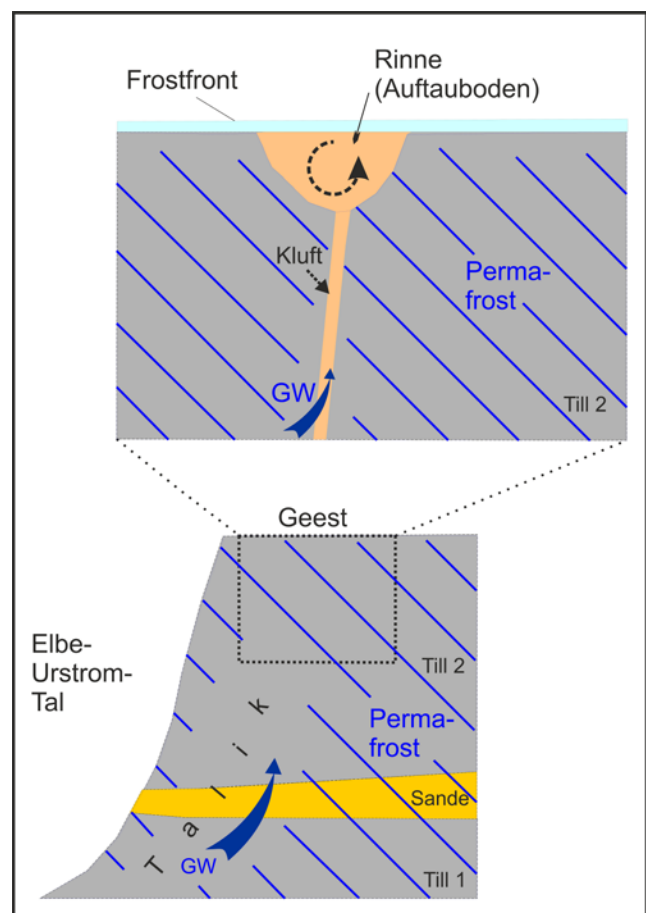 Rinne
(Auftauboden)
Frostfront
Kluft
Perma-
frost
GW
Till 2
Geest
Elbe-
Urstrom-
Tal
Till 2
Perma-
frost
Talik
Sande
GW
Till 1